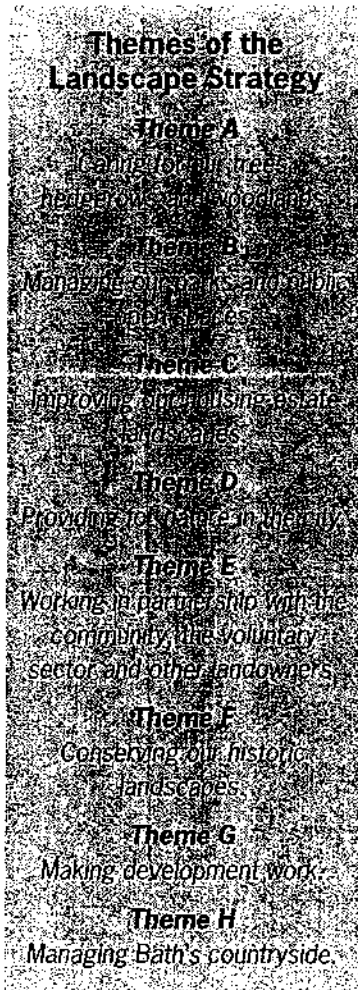 Themes of the
Landscape Strategy
Theme A
Caring for our trees,
hedgerows and woodlands.
Theme B
Managing our parks and public
open spaces.
Theme C
Improving our housing estate
landscapes.
Theme D
Providing for nature in the city.
Theme E
Working in partnership with the
community, the voluntary
sector and other landowners.
Theme F
Conserving our historic
landscapes.
Theme G
Making development work.
Theme H
Managing Bath's countryside.